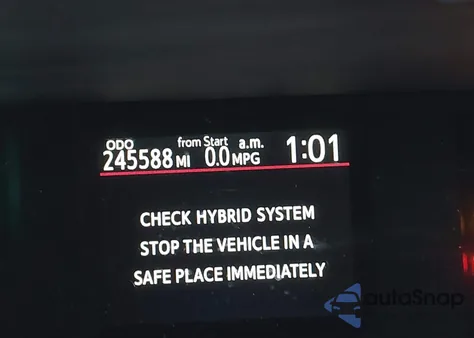 ODO from Start a.m.
245588 MI 0.0 MPG 1:01
CHECK HYBRID SYSTEM
STOP THE VEHICLE IN A
SAFE PLACE IMMEDIATELY
autoSnap